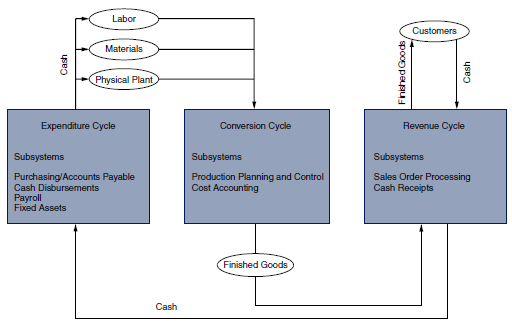 Labor
Materials
Physical Plant
Cash
Customers
Finished Goods
Cash
Expenditure Cycle
Subsystems
Purchasing/Accounts Payable
Cash Disbursements
Payroll
Fixed Assets
Conversion Cycle
Subsystems
Production Planning and Control
Cost Accounting
Revenue Cycle
Subsystems
Sales Order Processing
Cash Receipts
Finished Goods
Cash